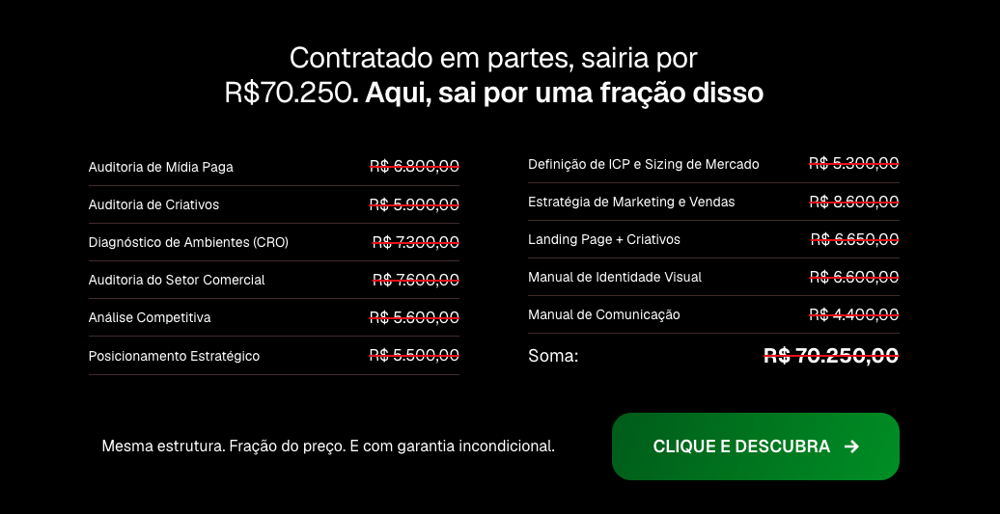 Contratado em partes, sairia por
R$70.250. Aqui, sai por uma fração disso
Auditoria de Mídia Paga R$ 6.800,00
Auditoria de Criativos R$ 5.900,00
Diagnóstico de Ambientes (CRO) R$ 7.300,00
Auditoria do Setor Comercial R$ 7.600,00
Análise Competitiva R$ 5.600,00
Posicionamento Estratégico R$ 5.500,00
Definição de ICP e Sizing de Mercado R$ 5.300,00
Estratégia de Marketing e Vendas R$ 8.600,00
Landing Page + Criativos R$ 6.650,00
Manual de Identidade Visual R$ 6.600,00
Manual de Comunicação R$ 4.400,00
Soma: R$ 70.250,00
Mesma estrutura. Fração do preço. E com garantia incondicional.
CLIQUE E DESCUBRA →